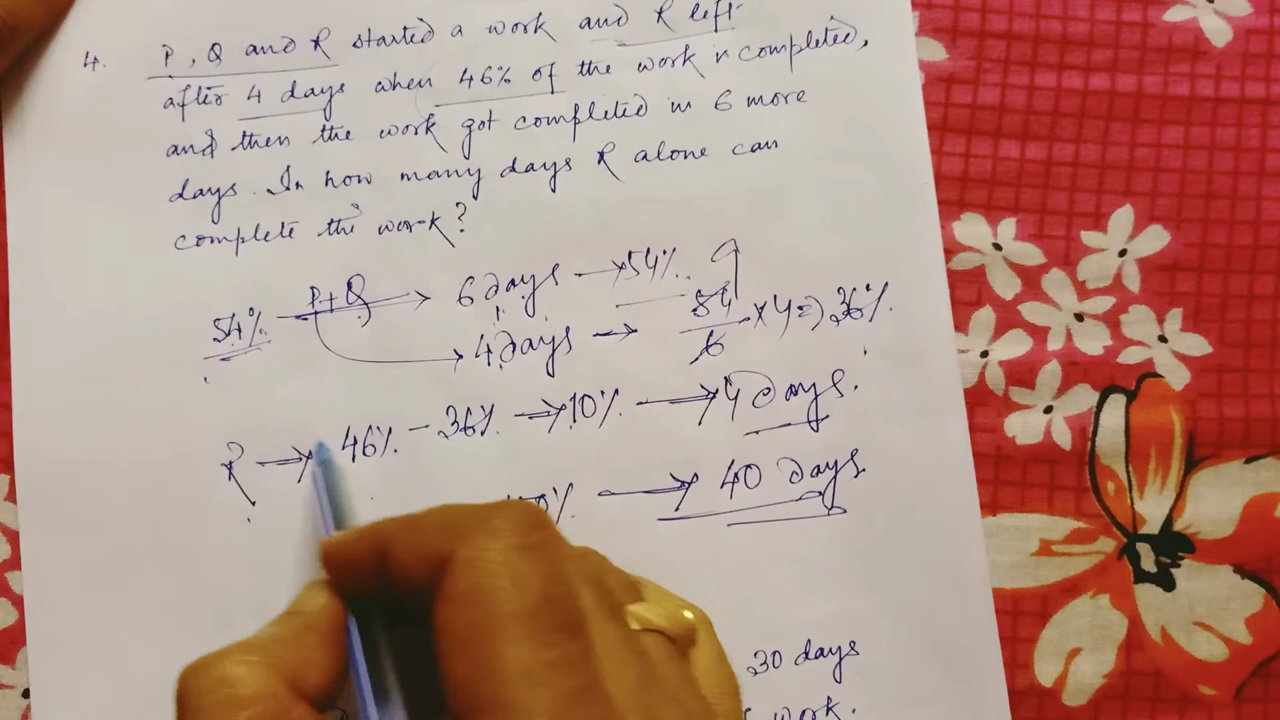 4. P, Q and R started a work and R left
after 4 days when 46% of the work is completed,
and then the work got completed in 6 more
days. In how many days R alone can
complete the work?
54% P+Q → 6 days → 54%.
4 days → 54/6 × 4 ⇒ 36%.
R → 46% - 36% → 10% → 4 days.
→ 40 days
30 days
work.